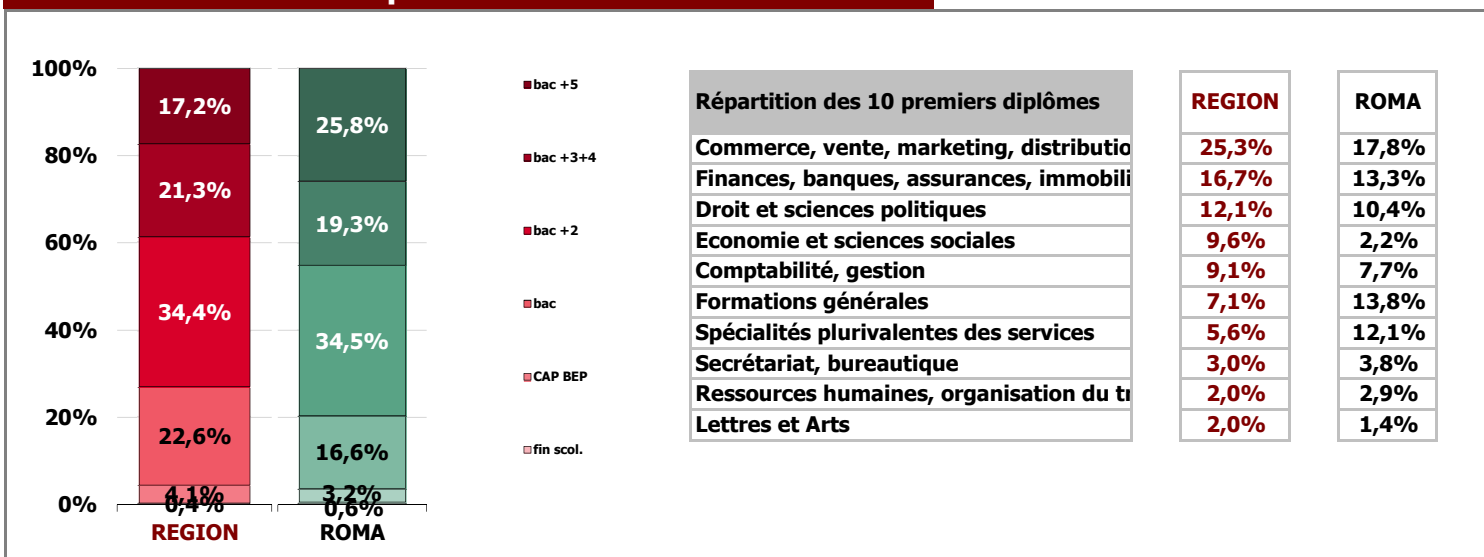 100%
80%
60%
40%
20%
0%
17,2%
21,3%
34,4%
22,6%
4,1%
0,4%
REGION
25,8%
19,3%
34,5%
16,6%
3,2%
0,6%
ROMA
bac +5
bac +3+4
bac +2
bac
CAP BEP
fin scol.
Répartition des 10 premiers diplômes REGION ROMA
Commerce, vente, marketing, distributio 25,3% 17,8%
Finances, banques, assurances, immobili 16,7% 13,3%
Droit et sciences politiques 12,1% 10,4%
Economie et sciences sociales 9,6% 2,2%
Comptabilité, gestion 9,1% 7,7%
Formations générales 7,1% 13,8%
Spécialités plurivalentes des services 5,6% 12,1%
Secrétariat, bureautique 3,0% 3,8%
Ressources humaines, organisation du tr 2,0% 2,9%
Lettres et Arts 2,0% 1,4%